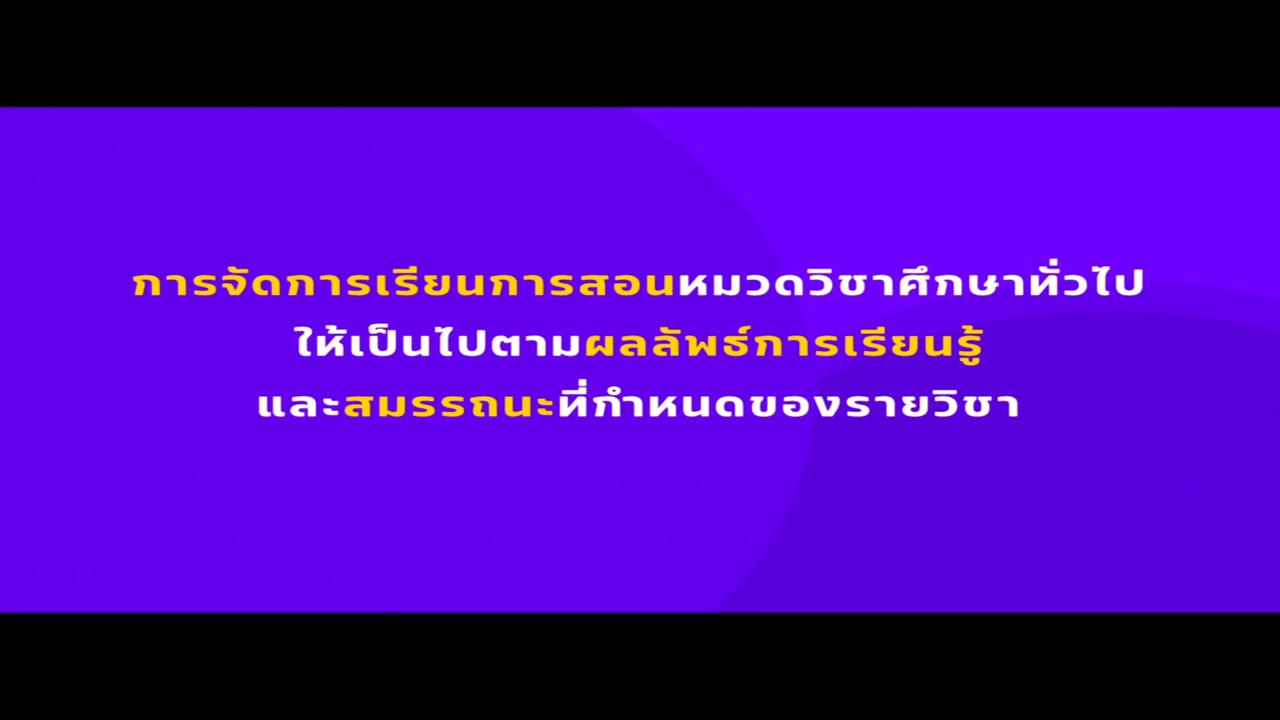 การจัดการเรียนการสอนหมวดวิชาศึกษาทั่วไป
ให้เป็นไปตามผลลัพธ์การเรียนรู้
และสมรรถนะที่กำหนดของรายวิชา